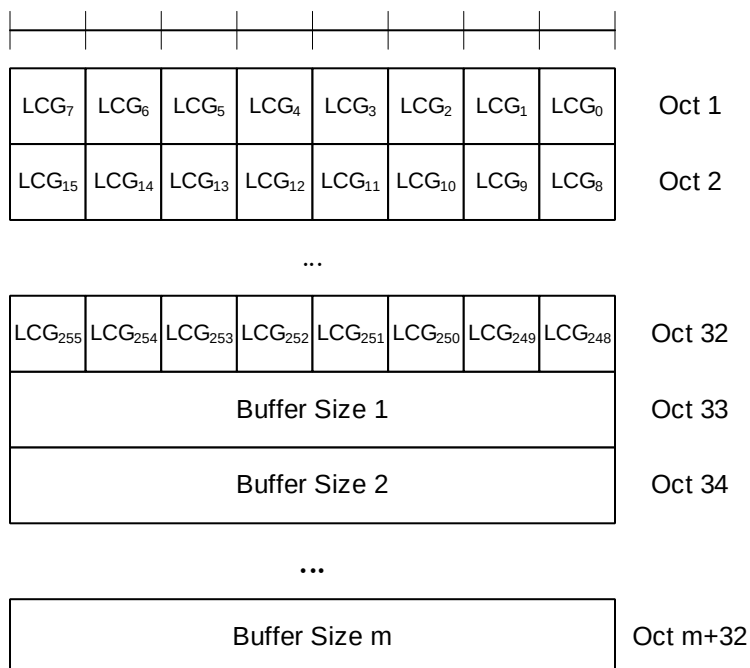 LCG₇ LCG₆ LCG₅ LCG₄ LCG₃ LCG₂ LCG₁ LCG₀ Oct 1
LCG₁₅ LCG₁₄ LCG₁₃ LCG₁₂ LCG₁₁ LCG₁₀ LCG₉ LCG₈ Oct 2
...
LCG₂₅₅ LCG₂₅₄ LCG₂₅₃ LCG₂₅₂ LCG₂₅₁ LCG₂₅₀ LCG₂₄₉ LCG₂₄₈ Oct 32
Buffer Size 1 Oct 33
Buffer Size 2 Oct 34
...
Buffer Size m Oct m+32